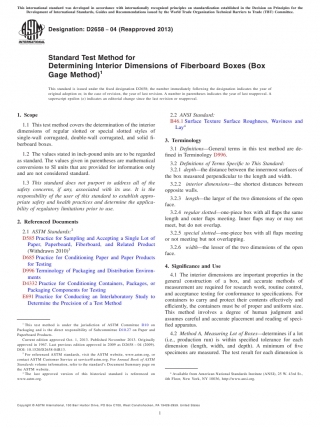 This international standard was developed in accordance with internationally recognized principles on standardization established in the Decision on Principles for the
Development of International Standards, Guides and Recommendations issued by the World Trade Organization Technical Barriers to Trade (TBT) Committee.
Designation: D2658 − 04 (Reapproved 2013)
Standard Test Method for
Determining Interior Dimensions of Fiberboard Boxes (Box
Gage Method)1
This standard is issued under the fixed designation D2658; the number immediately following the designation indicates the year of
original adoption or, in the case of revision, the year of last revision. A number in parentheses indicates the year of last reapproval. A
superscript epsilon (ε) indicates an editorial change since the last revision or reapproval.
1. Scope
1.1 This test method covers the determination of the interior
dimensions of regular slotted or special slotted styles of
single-wall corrugated, double-wall corrugated, and solid fi-
berboard boxes.
1.2 The values stated in inch-pound units are to be regarded
as standard. The values given in parentheses are mathematical
conversions to SI units that are provided for information only
and are not considered standard.
1.3 This standard does not purport to address all of the
safety concerns, if any, associated with its use. It is the
responsibility of the user of this standard to establish appro-
priate safety and health practices and determine the applica-
bility of regulatory limitations prior to use.
2. Referenced Documents
2.1 ASTM Standards:2
D585 Practice for Sampling and Accepting a Single Lot of
Paper, Paperboard, Fiberboard, and Related Product
(Withdrawn 2010)3
D685 Practice for Conditioning Paper and Paper Products
for Testing
D996 Terminology of Packaging and Distribution Environ-
ments
D4332 Practice for Conditioning Containers, Packages, or
Packaging Components for Testing
E691 Practice for Conducting an Interlaboratory Study to
Determine the Precision of a Test Method
1 This test method is under the jurisdiction of ASTM Committee D10 on
Packaging and is the direct responsibility of Subcommittee D10.27 on Paper and
Paperboard Products.
Current edition approved Oct. 1, 2013. Published November 2013. Originally
approved in 1967. Last previous edition approved in 2009 as D2658 – 04 (2009).
DOI: 10.1520/D2658-04R13.
2 For referenced ASTM standards, visit the ASTM website, www.astm.org, or
contact ASTM Customer Service at service@astm.org. For Annual Book of ASTM
Standards volume information, refer to the standard's Document Summary page on
the ASTM website.
3 The last approved version of this historical standard is referenced on
www.astm.org.
2.2 ANSI Standard:
B46.1 Surface Texture Surface Roughness, Waviness and
Lay4
3. Terminology
3.1 Definitions—General terms in this test method are de-
fined in Terminology D996.
3.2 Definitions of Terms Specific to This Standard:
3.2.1 depth—the distance between the innermost surfaces of
the box measured perpendicular to the length and width.
3.2.2 interior dimensions—the shortest distances between
opposite walls.
3.2.3 length—the larger of the two dimensions of the open
face.
3.2.4 regular slotted—one-piece box with all flaps the same
length and outer flaps meeting. Inner flaps may or may not
meet, but do not overlap.
3.2.5 special slotted—one-piece box with all flaps meeting
or not meeting but not overlapping.
3.2.6 width—the lesser of the two dimensions of the open
face.
4. Significance and Use
4.1 The interior dimensions are important properties in the
general construction of a box, and accurate methods of
measurement are required for research work, routine control,
and acceptance testing for conformance to specifications. For
containers to carry and protect their contents effectively and
efficiently, the containers must be of proper and uniform size.
This method involves a degree of human judgment and
assumes careful and accurate placement and reading of speci-
fied apparatus.
4.2 Method A, Measuring Lot of Boxes—determines if a lot
(i.e., production run) is within specified tolerance for each
dimension (length, width, and depth). A minimum of five
specimens are measured. The test result for each dimension is
4 Available from American National Standards Institute (ANSI), 25 W. 43rd St.,
4th Floor, New York, NY 10036, http://www.ansi.org.
Copyright © ASTM International, 100 Barr Harbor Drive, PO Box C700, West Conshohocken, PA 19428-2959. United States
1